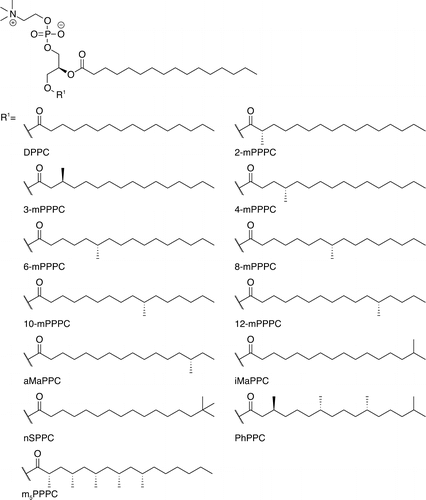 N
⊕
O
O
⊖
O=P-O
O
O
O
O
R¹
R¹=
O
DPPC
O
2-mPPPC
O
3-mPPPC
O
4-mPPPC
O
6-mPPPC
O
8-mPPPC
O
10-mPPPC
O
12-mPPPC
O
aMaPPC
O
iMaPPC
O
nSPPC
O
PhPPC
O
m₅PPPC